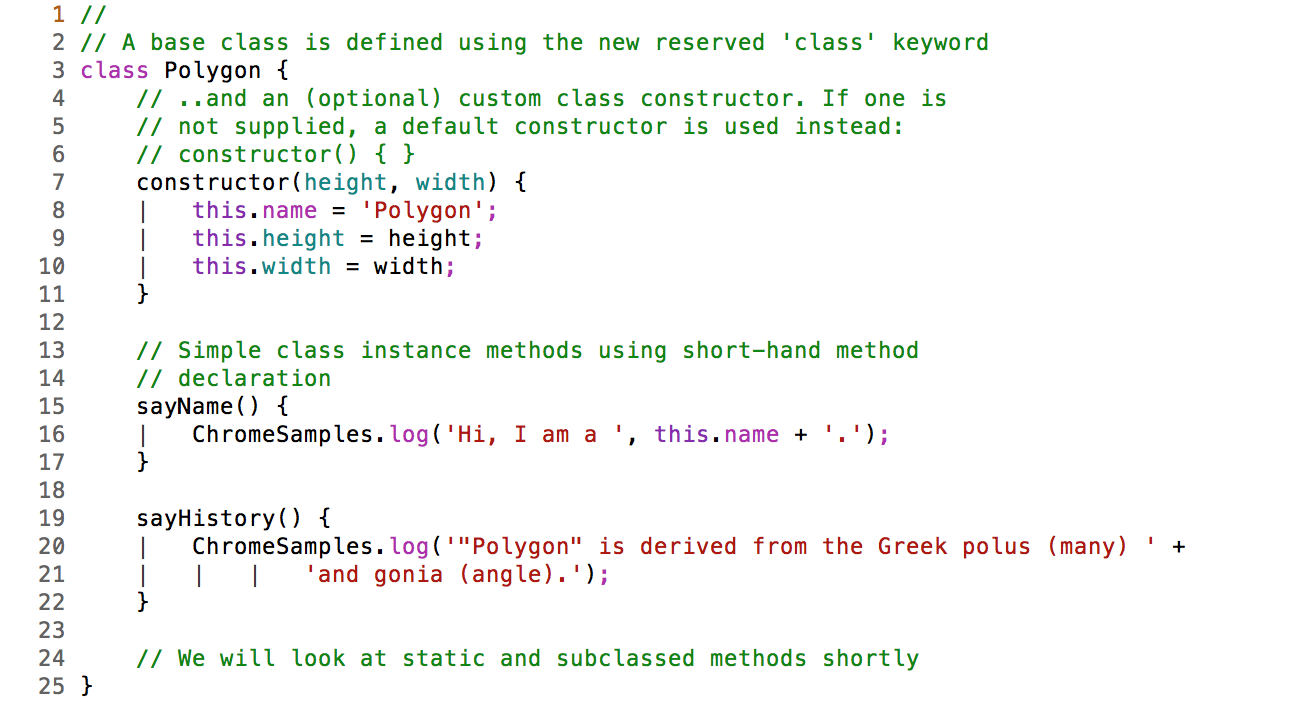 1 //
2 // A base class is defined using the new reserved 'class' keyword
3 class Polygon {
4     // ..and an (optional) custom class constructor. If one is
5     // not supplied, a default constructor is used instead:
6     // constructor() { }
7     constructor(height, width) {
8     |   this.name = 'Polygon';
9     |   this.height = height;
10     |   this.width = width;
11     }
12
13     // Simple class instance methods using short-hand method
14     // declaration
15     sayName() {
16     |   ChromeSamples.log('Hi, I am a ', this.name + '.');
17     }
18
19     sayHistory() {
20     |   ChromeSamples.log('"Polygon" is derived from the Greek polus (many) ' +
21     |   |   |   'and gonia (angle).');
22     }
23
24     // We will look at static and subclassed methods shortly
25 }